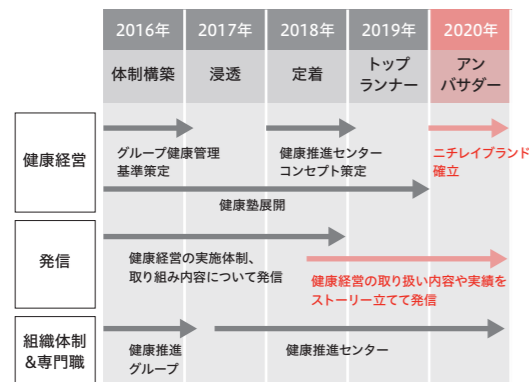 2016年 2017年 2018年 2019年 2020年
体制構築 浸透 定着 トップ
ランナー アン
バサダー
健康経営
グループ健康管理
基準策定
健康推進センター
コンセプト策定
ニチレイブランド
確立
健康塾展開
発信
健康経営の実施体制、
取り組み内容について発信
健康経営の取り扱い内容や実績を
ストーリー立てて発信
組織体制
&専門職
健康推進
グループ
健康推進センター